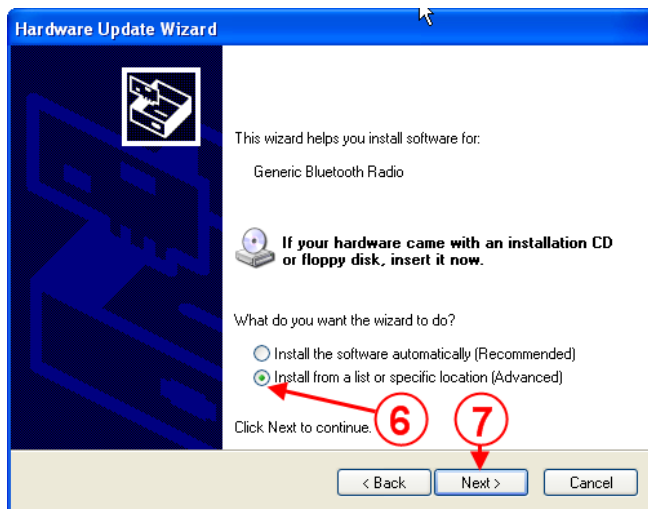 Hardware Update Wizard
This wizard helps you install software for:
Generic Bluetooth Radio
If your hardware came with an installation CD
or floppy disk, insert it now.
What do you want the wizard to do?
Install the software automatically (Recommended)
Install from a list or specific location (Advanced)
6
7
Click Next to continue.
< Back
Next >
Cancel